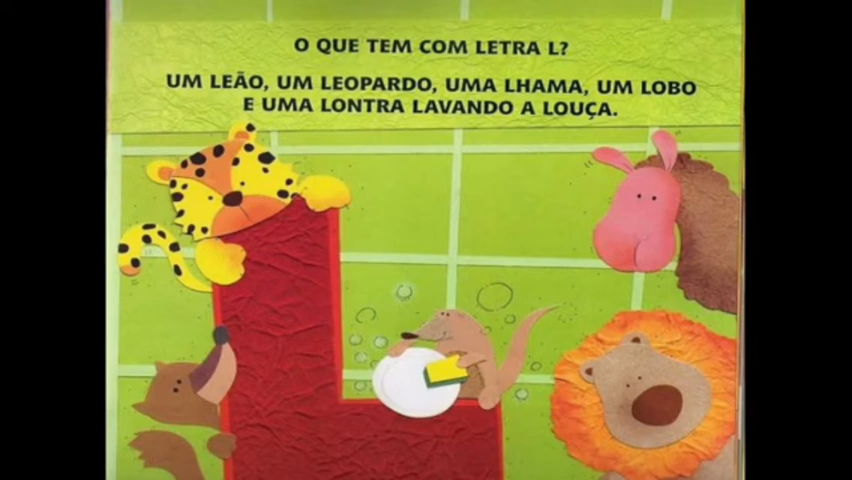 O QUE TEM COM LETRA L?
UM LEÃO, UM LEOPARDO, UMA LHAMA, UM LOBO
E UMA LONTRA LAVANDO A LOUÇA.